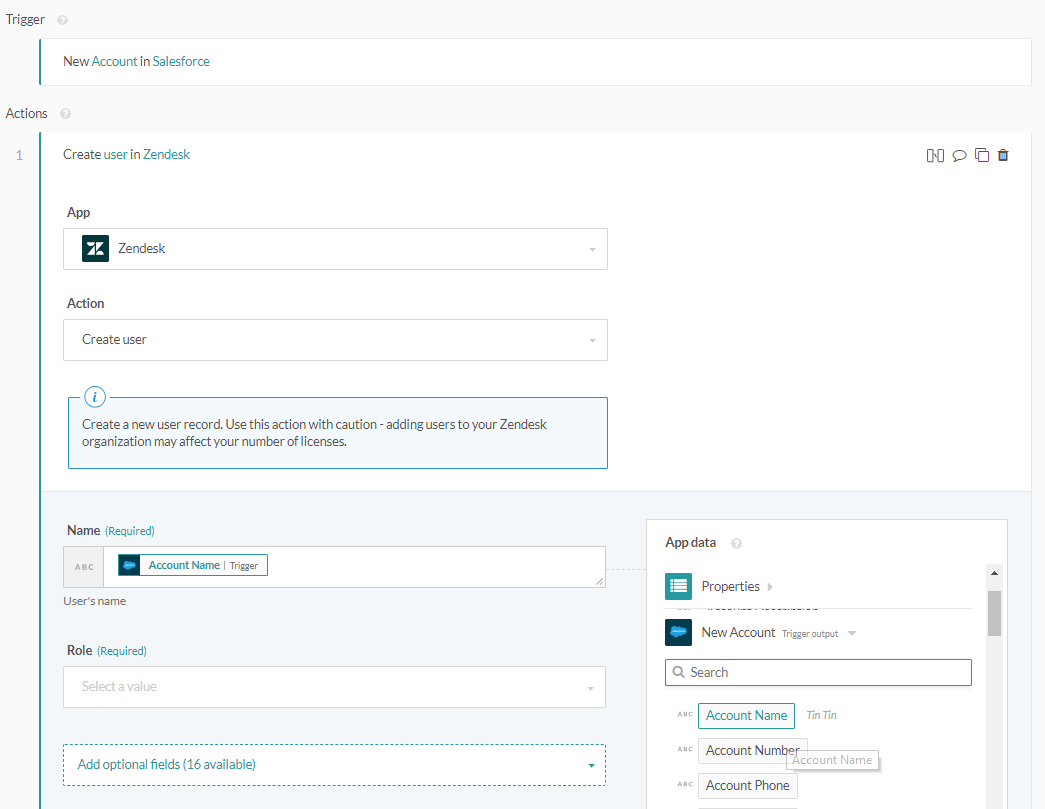 Trigger ?
New Account in Salesforce
Actions ?
1
Create user in Zendesk
App
Zendesk
Action
Create user
i
Create a new user record. Use this action with caution - adding users to your Zendesk
organization may affect your number of licenses.
Name (Required)
ABC Account Name | Trigger
User's name
Role (Required)
Select a value
Add optional fields (16 available)
App data ?
Properties
New Account Trigger output
Search
ABC Account Name Tin Tin
ABC Account Number
Account Name
ABC Account Phone